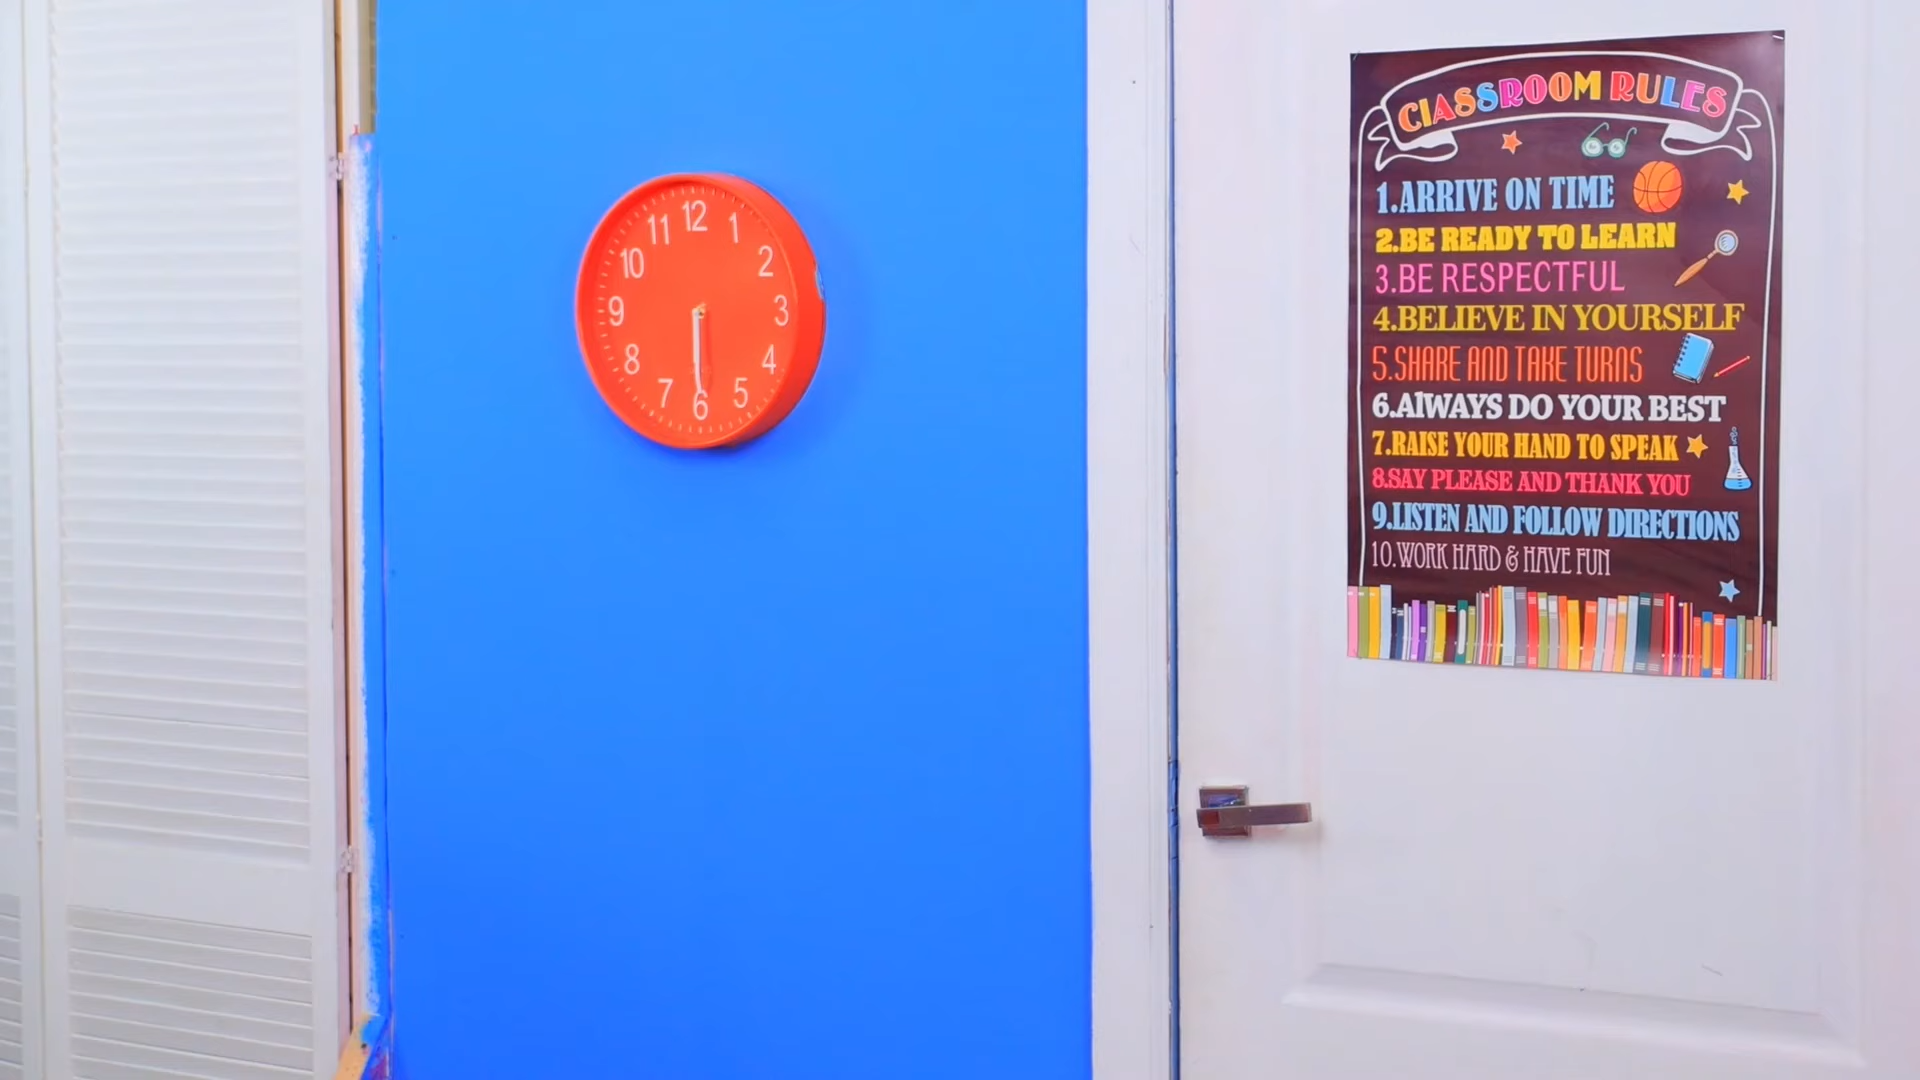 12
11 1
10 2
9 3
8 4
7 5
6
CLASSROOM RULES
1.ARRIVE ON TIME
2.BE READY TO LEARN
3.BE RESPECTFUL
4.BELIEVE IN YOURSELF
5.SHARE AND TAKE TURNS
6.ALWAYS DO YOUR BEST
7.RAISE YOUR HAND TO SPEAK
8.SAY PLEASE AND THANK YOU
9.LISTEN AND FOLLOW DIRECTIONS
10.WORK HARD & HAVE FUN